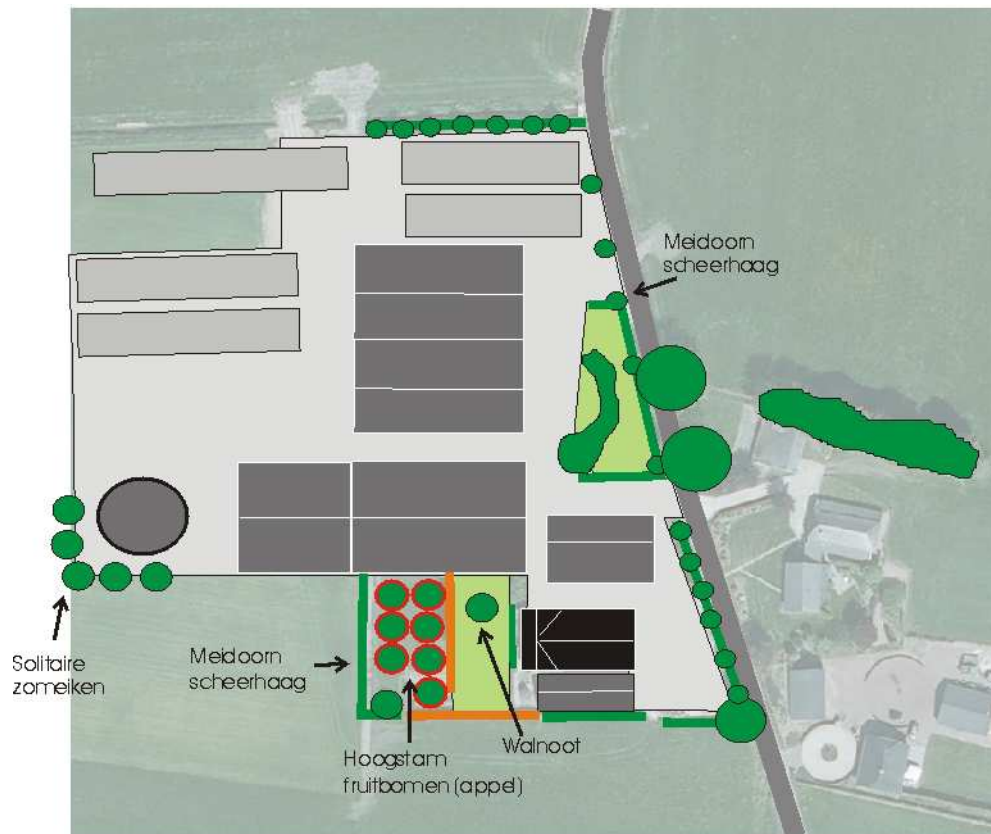 Meidoorn
scheerhaag
Solitaire
zomeiken
Meidoorn
scheerhaag
Hoogstam
fruitbomen (appel)
Walnoot